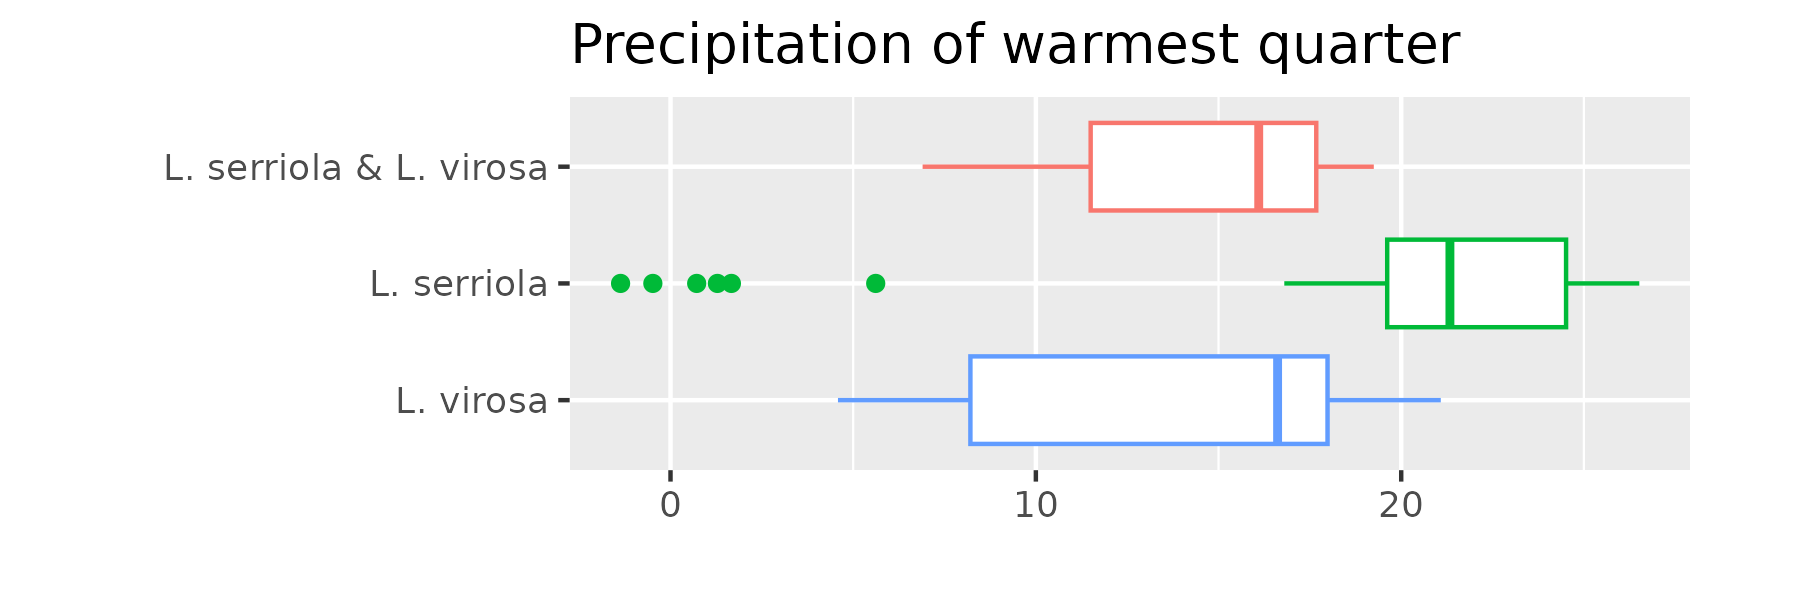 Precipitation of warmest quarter
L. serriola & L. virosa
L. serriola
L. virosa
0 10 20